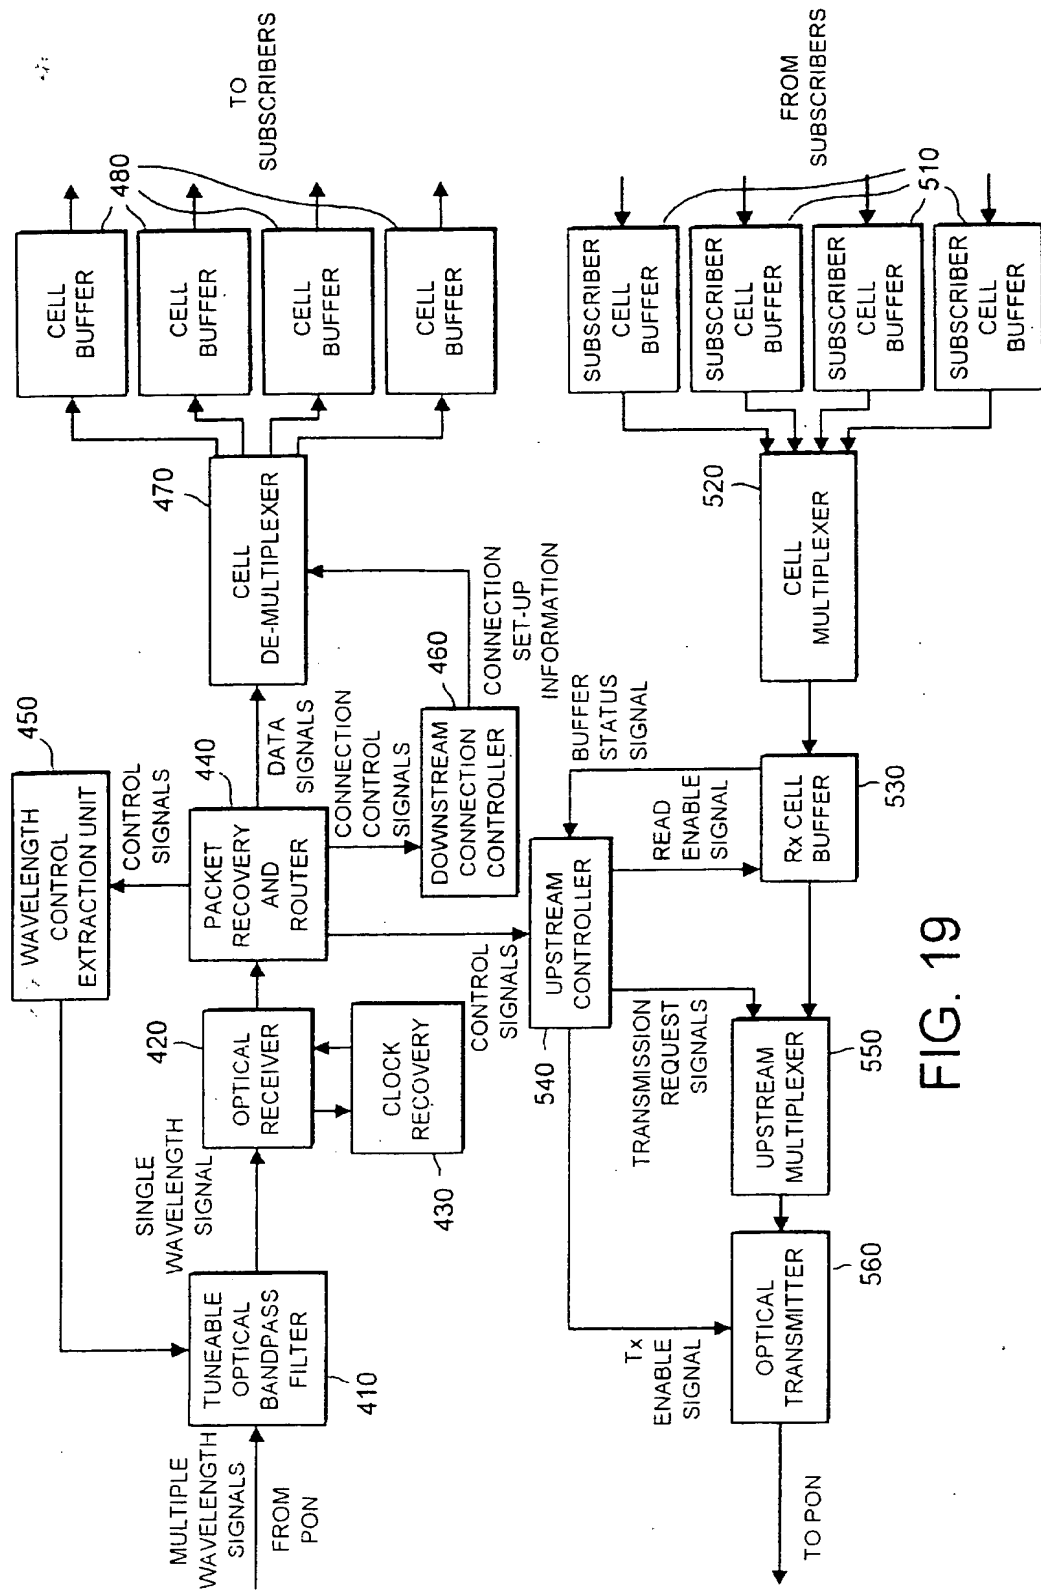 MULTIPLE
WAVELENGTH
SIGNALS
FROM
PON
TUNEABLE
OPTICAL
BANDPASS
FILTER
410
SINGLE
WAVELENGTH
SIGNAL
OPTICAL
RECEIVER
420
CLOCK
RECOVERY
430
PACKET
RECOVERY
AND
ROUTER
440
CONTROL
SIGNALS
WAVELENGTH
CONTROL
EXTRACTION UNIT
450
DATA
SIGNALS
CONNECTION
CONTROL
SIGNALS
DOWNSTREAM
CONNECTION
CONTROLLER
460
CONNECTION
SET-UP
INFORMATION
CELL
DE-MULTIPLEXER
470
CELL
BUFFER
CELL
BUFFER
CELL
BUFFER
CELL
BUFFER
480
TO
SUBSCRIBERS
FROM
SUBSCRIBERS
510
SUBSCRIBER
CELL
BUFFER
SUBSCRIBER
CELL
BUFFER
SUBSCRIBER
CELL
BUFFER
SUBSCRIBER
CELL
BUFFER
CELL
MULTIPLEXER
520
Rx CELL
BUFFER
530
BUFFER
STATUS
SIGNAL
READ
ENABLE
SIGNAL
CONTROL
SIGNALS
UPSTREAM
CONTROLLER
540
TRANSMISSION
REQUEST
SIGNALS
UPSTREAM
MULTIPLEXER
550
Tx
ENABLE
SIGNAL
OPTICAL
TRANSMITTER
560
TO PON
FIG. 19